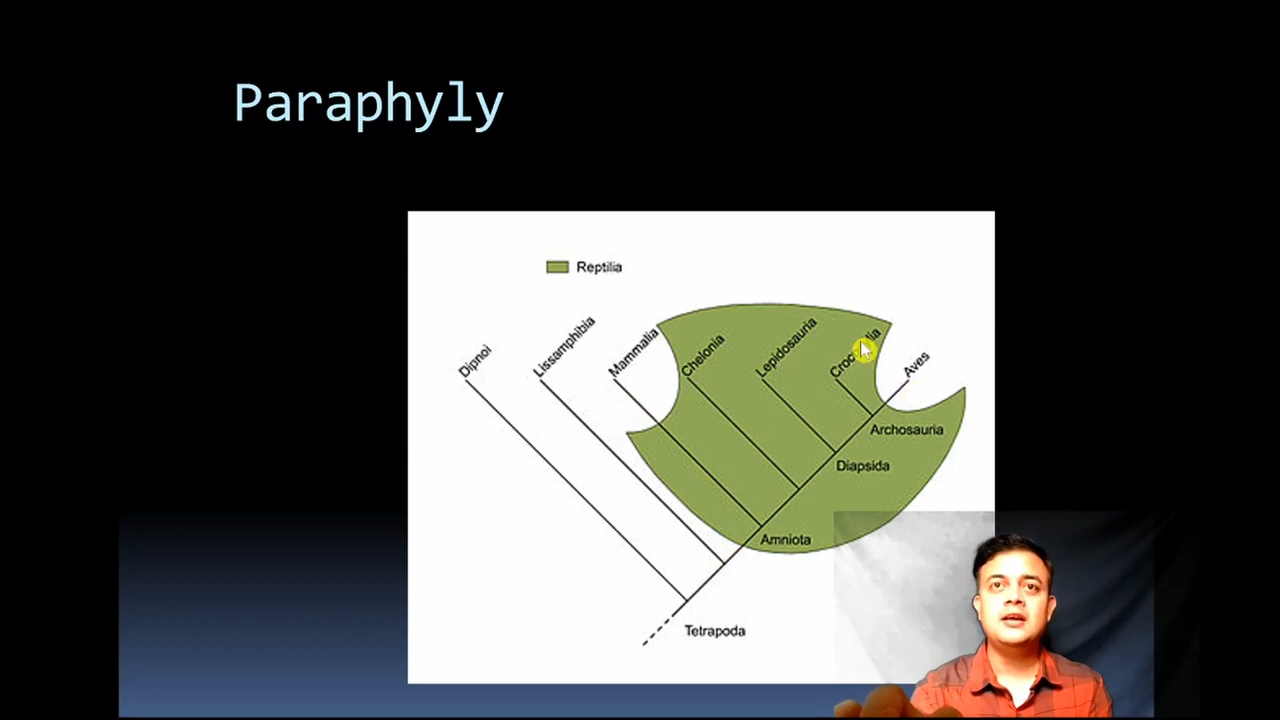 Paraphyly
Reptilia
Dipnoi
Lissamphibia
Mammalia
Chelonia
Lepidosauria
Aves
Archosauria
Diapsida
Amniota
Tetrapoda